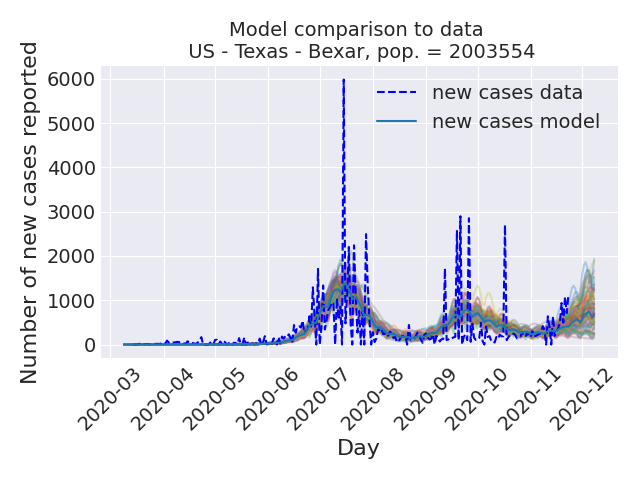 Model comparison to data
US - Texas - Bexar, pop. = 2003554
Number of new cases reported
6000
5000
4000
3000
2000
1000
0
new cases data
new cases model
2020-03
2020-04
2020-05
2020-06
2020-07
2020-08
2020-09
2020-10
2020-11
2020-12
Day